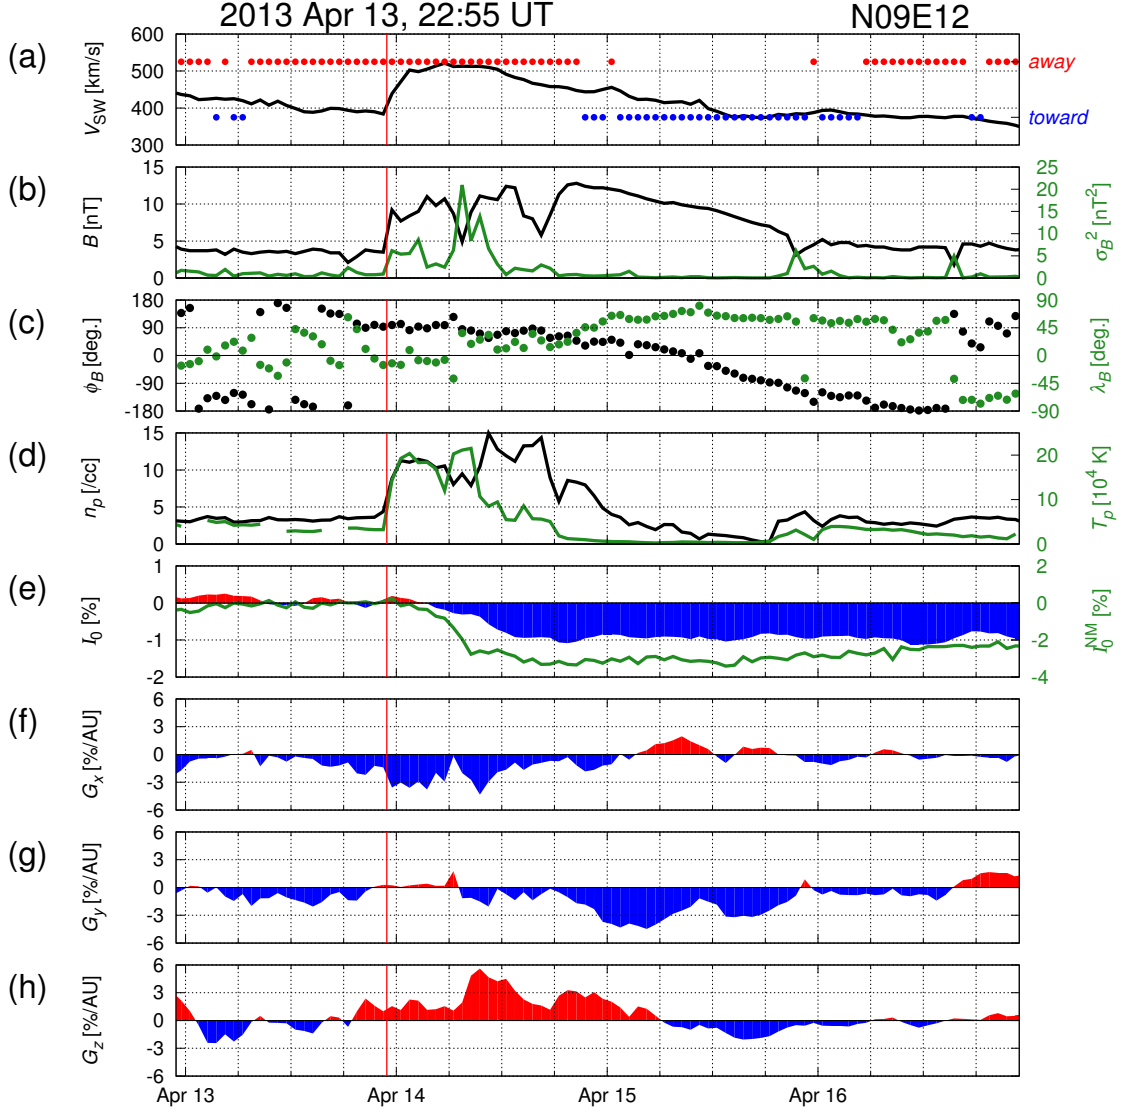 2013 Apr 13, 22:55 UT N09E12
(a) V_SW [km/s] 600 500 400 300 away toward
(b) B [nT] 15 10 5 0 25 20 15 10 5 0 σ_B^2 [nT^2]
(c) ϕ_B [deg.] 180 90 0 -90 -180 90 45 0 -45 -90 λ_B [deg.]
(d) n_p [/cc] 15 10 5 0 20 10 0 T_p [10^4 K]
(e) I_0 [%] 1 0 -1 -2 2 0 -2 -4 I_0^NM [%]
(f) G_x [%/AU] 6 3 0 -3 -6
(g) G_y [%/AU] 6 3 0 -3 -6
(h) G_z [%/AU] 6 3 0 -3 -6
Apr 13 Apr 14 Apr 15 Apr 16